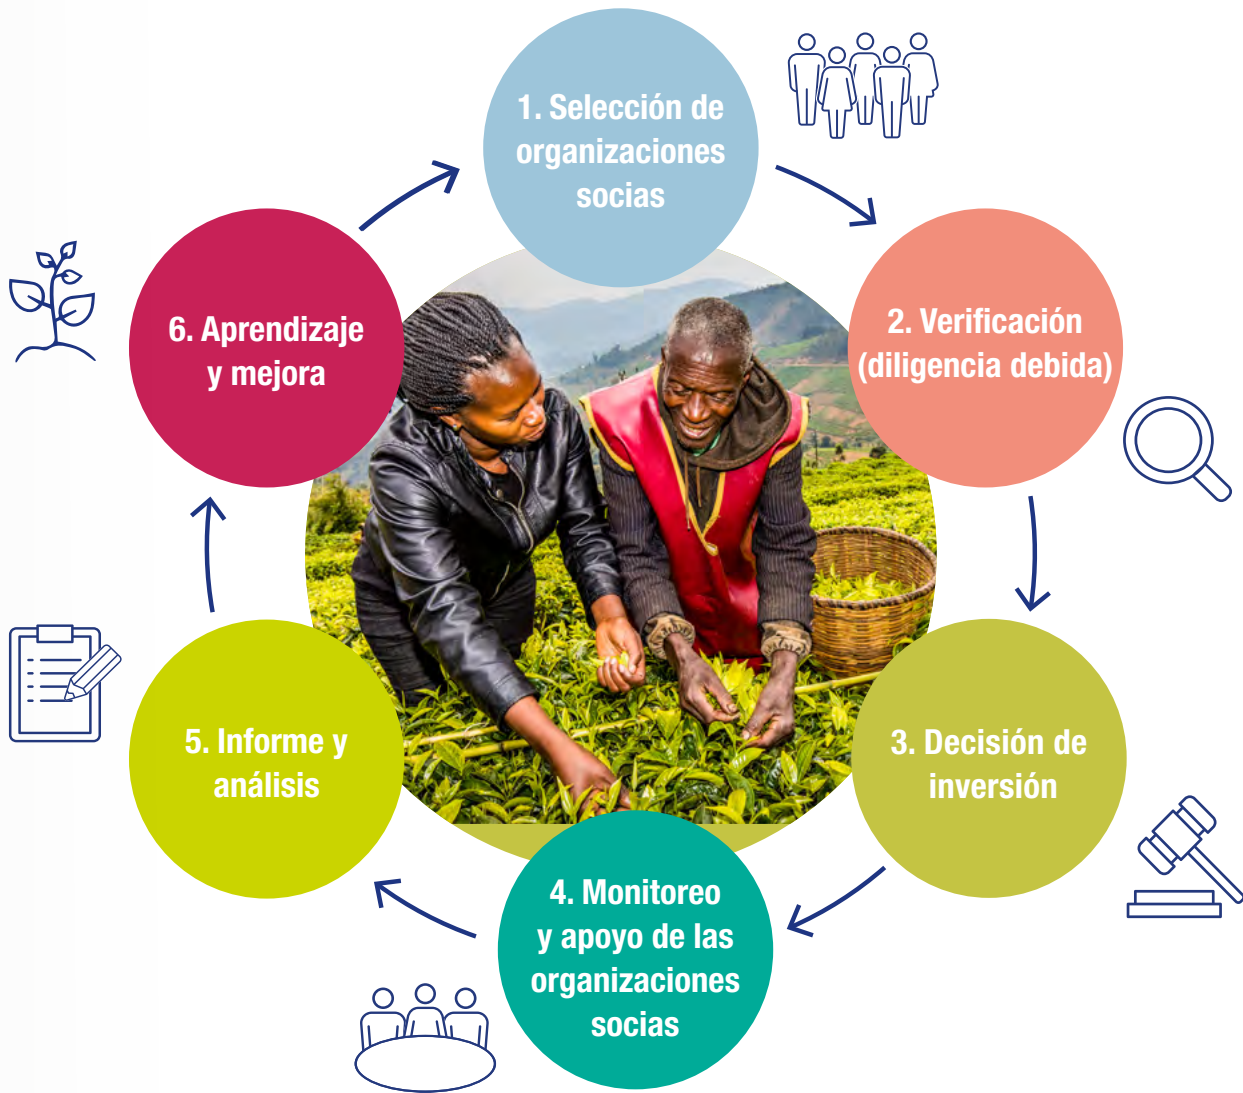 1. Selección de
organizaciones
socias
2. Verificación
(diligencia debida)
3. Decisión de
inversión
4. Monitoreo
y apoyo de las
organizaciones
socias
5. Informe y
análisis
6. Aprendizaje
y mejora